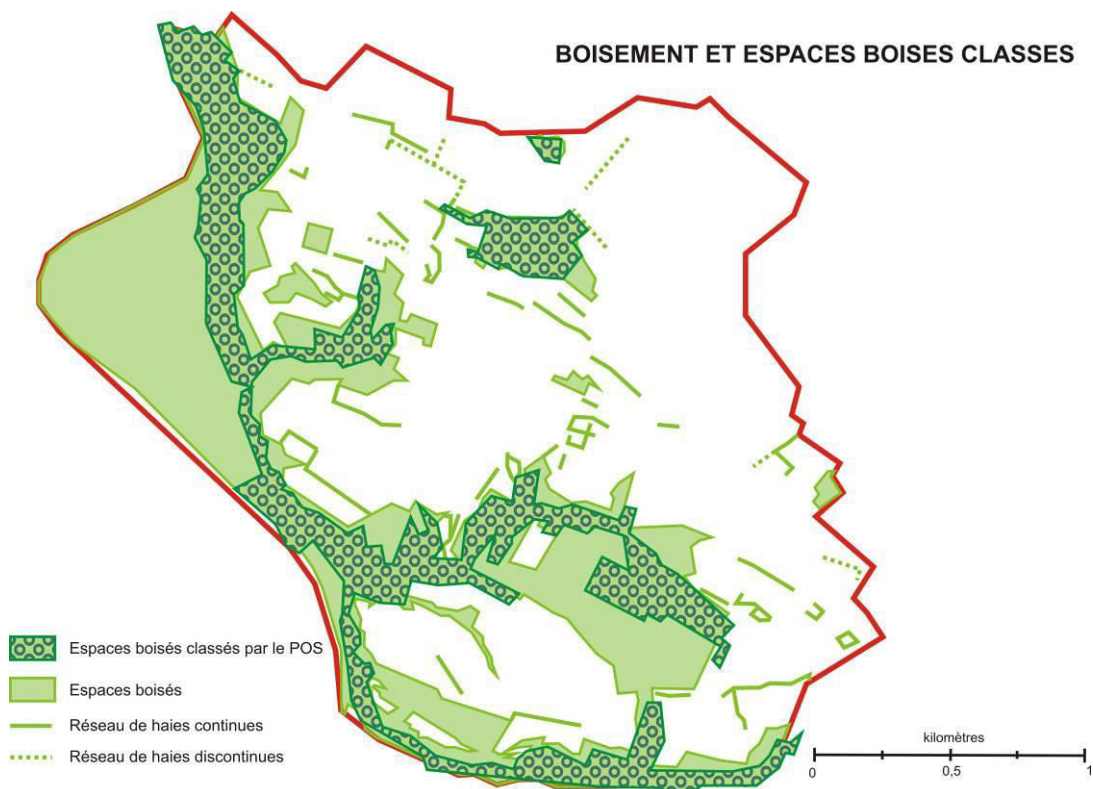 BOISEMENT ET ESPACES BOISES CLASSES
Espaces boisés classés par le POS
Espaces boisés
Réseau de haies continues
Réseau de haies discontinues
kilomètres
0 0,5 1